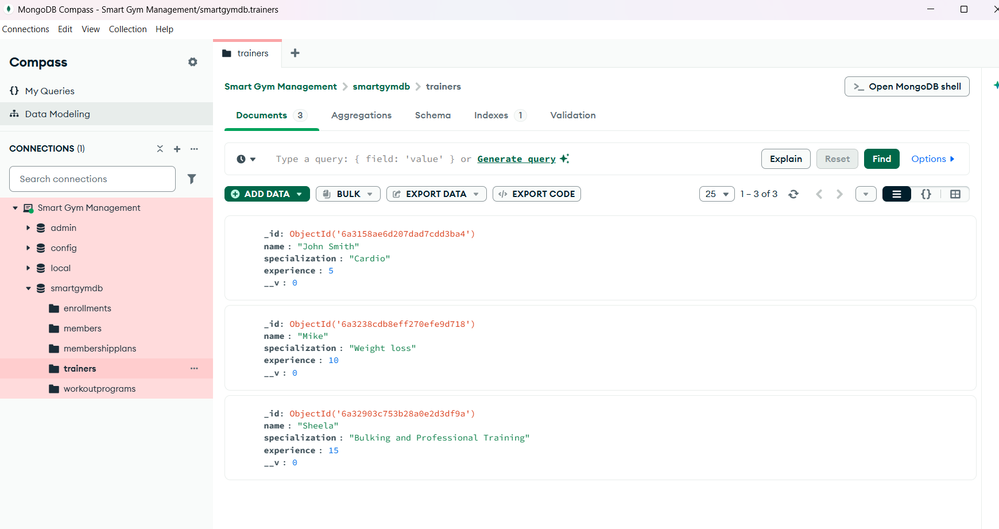 MongoDB Compass - Smart Gym Management/smartgymdb.trainers
Connections Edit View Collection Help
Compass
{} My Queries
Data Modeling
CONNECTIONS (1)
Search connections
Smart Gym Management
admin
config
local
smartgymdb
enrollments
members
membershipplans
trainers
workoutprograms
trainers
Smart Gym Management > smartgymdb > trainers
>_ Open MongoDB shell
Documents 3 Aggregations Schema Indexes 1 Validation
Type a query: { field: 'value' } or Generate query
Explain Reset Find Options
ADD DATA BULK EXPORT DATA </> EXPORT CODE 25 1 – 3 of 3 {}
_id: ObjectId('6a3158ae6d207dad7cdd3ba4')
name : "John Smith"
specialization : "Cardio"
experience : 5
__v : 0
_id: ObjectId('6a3238cdb8eff270efe9d718')
name : "Mike"
specialization : "Weight loss"
experience : 10
__v : 0
_id: ObjectId('6a32903c753b28a0e2d3df9a')
name : "Sheela"
specialization : "Bulking and Professional Training"
experience : 15
__v : 0